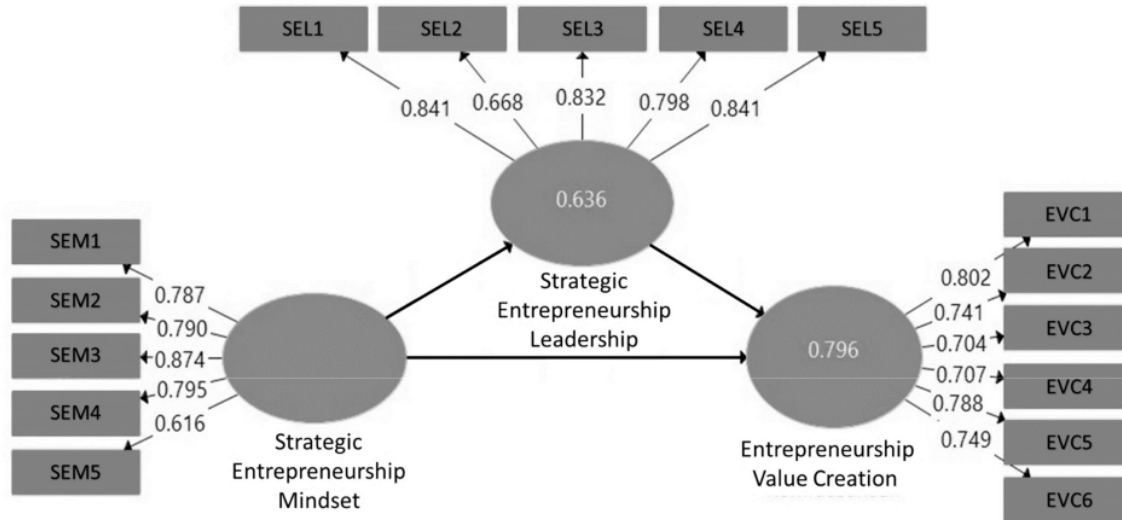 SEL1 SEL2 SEL3 SEL4 SEL5
0.841 0.668 0.832 0.798 0.841
0.636
Strategic
Entrepreneurship
Leadership
SEM1
SEM2
SEM3
SEM4
SEM5
0.787
0.790
0.874
0.795
0.616
Strategic
Entrepreneurship
Mindset
0.796
Entrepreneurship
Value Creation
0.802
0.741
0.704
0.707
0.788
0.749
EVC1
EVC2
EVC3
EVC4
EVC5
EVC6